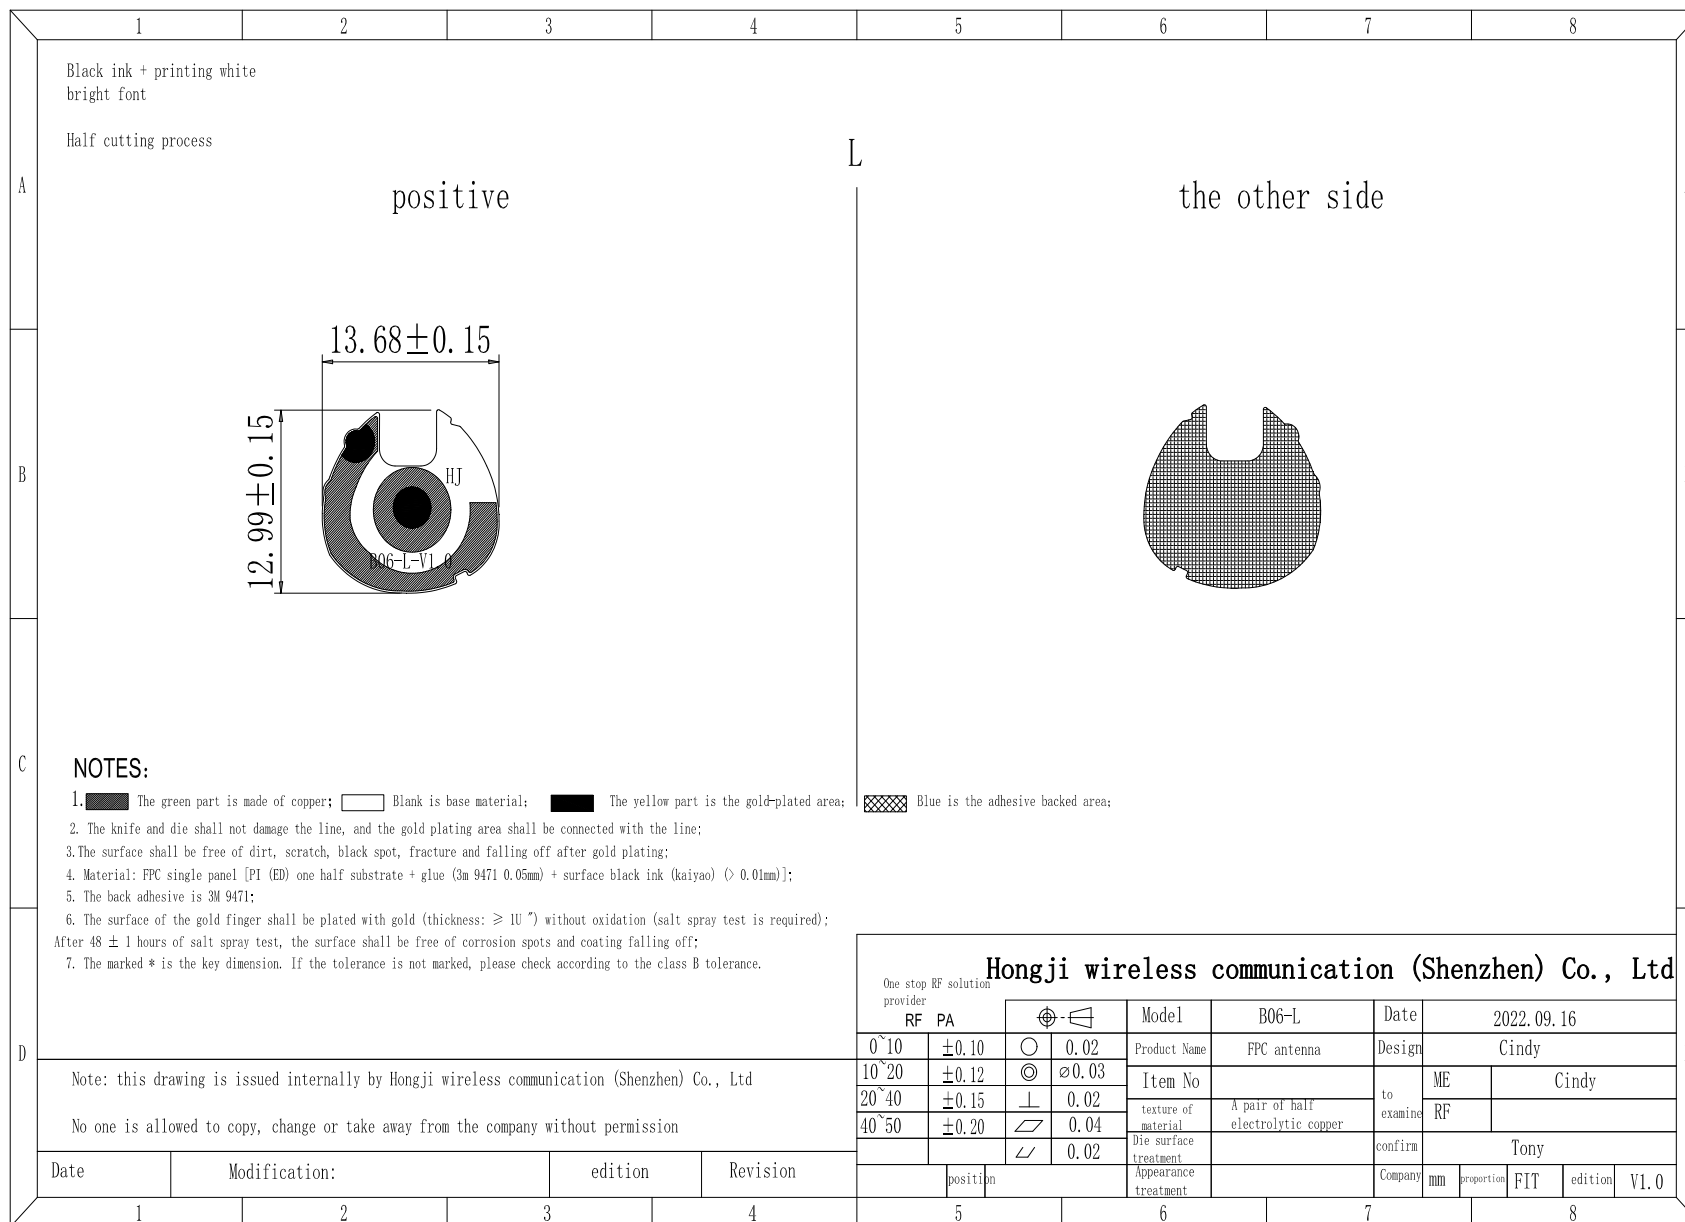 1 2 3 4 5 6 7 8
Black ink + printing white
bright font
Half cutting process
L
A
positive
the other side
13.68±0.15
12.99±0.15
B
HJ
B06-L-V1.0
C
NOTES:
1. The green part is made of copper; Blank is base material; The yellow part is the gold-plated area; Blue is the adhesive backed area;
2. The knife and die shall not damage the line, and the gold plating area shall be connected with the line;
3.The surface shall be free of dirt, scratch, black spot, fracture and falling off after gold plating;
4. Material: FPC single panel [PI (ED) one half substrate + glue (3m 9471 0.05mm) + surface black ink (kaiyao) (> 0.01mm)];
5. The back adhesive is 3M 9471;
6. The surface of the gold finger shall be plated with gold (thickness: ≥ 1U ″) without oxidation (salt spray test is required);
After 48 ± 1 hours of salt spray test, the surface shall be free of corrosion spots and coating falling off;
7. The marked * is the key dimension. If the tolerance is not marked, please check according to the class B tolerance.
D
Note: this drawing is issued internally by Hongji wireless communication (Shenzhen) Co., Ltd
No one is allowed to copy, change or take away from the company without permission
Date Modification: edition Revision
Hongji wireless communication (Shenzhen) Co., Ltd
One stop RF solution
provider
RF PA
0~10 ±0.10 0.02
10~20 ±0.12 ⌀0.03
20~40 ±0.15 0.02
40~50 ±0.20 0.04
0.02
position
Model B06-L Date 2022.09.16
Product Name FPC antenna Design Cindy
Item No
to
examine
ME Cindy
RF
texture of
material
A pair of half
electrolytic copper
Die surface
treatment
confirm Tony
Appearance
treatment
Company mm proportion FIT edition V1.0
1 2 3 4 5 6 7 8